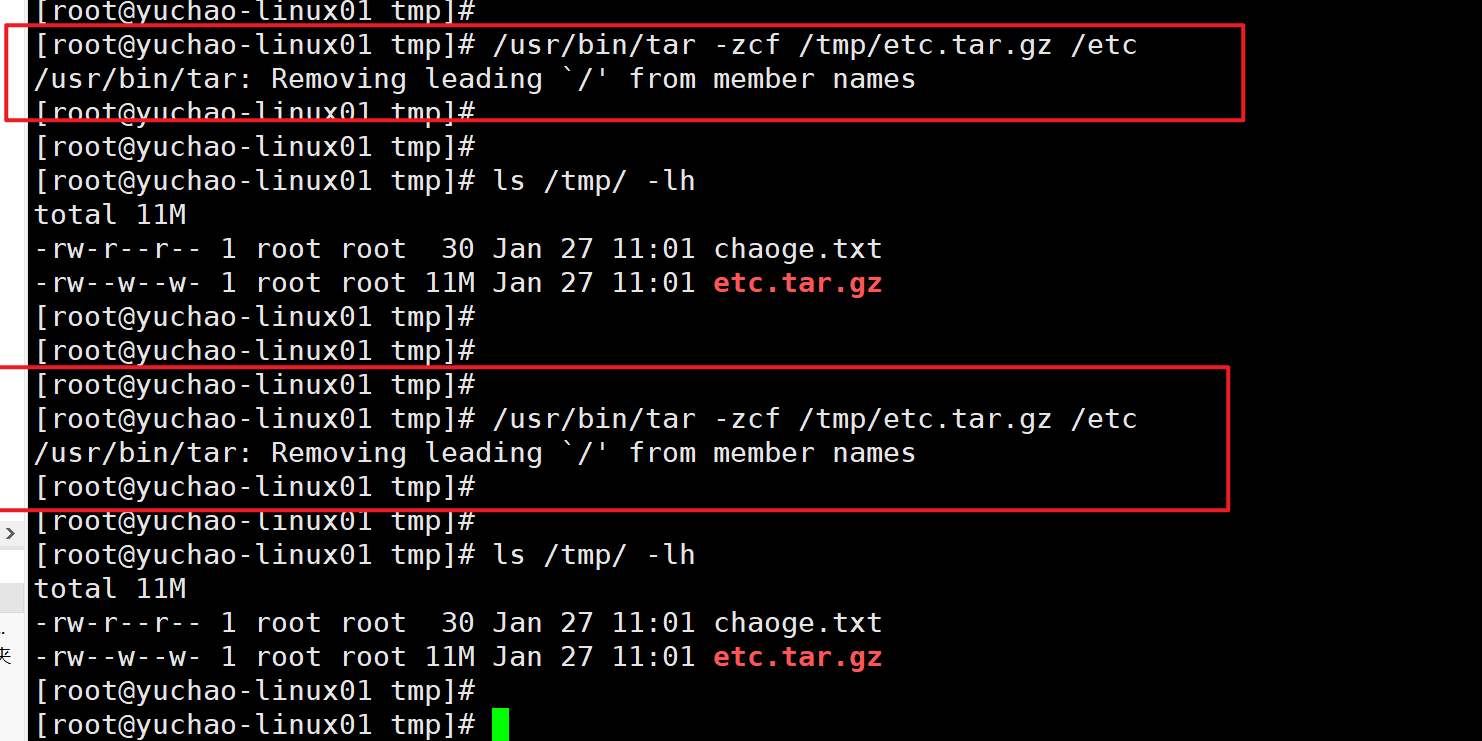 [root@yuchao-linux01 tmp]#
[root@yuchao-linux01 tmp]# /usr/bin/tar -zcf /tmp/etc.tar.gz /etc
/usr/bin/tar: Removing leading `/' from member names
[root@yuchao-linux01 tmp]#
[root@yuchao-linux01 tmp]#
[root@yuchao-linux01 tmp]# ls /tmp/ -lh
total 11M
-rw-r--r-- 1 root root  30 Jan 27 11:01 chaoge.txt
-rw--w--w- 1 root root 11M Jan 27 11:01 etc.tar.gz
[root@yuchao-linux01 tmp]#
[root@yuchao-linux01 tmp]#
[root@yuchao-linux01 tmp]#
[root@yuchao-linux01 tmp]# /usr/bin/tar -zcf /tmp/etc.tar.gz /etc
/usr/bin/tar: Removing leading `/' from member names
[root@yuchao-linux01 tmp]#
[root@yuchao-linux01 tmp]#
[root@yuchao-linux01 tmp]# ls /tmp/ -lh
total 11M
-rw-r--r-- 1 root root  30 Jan 27 11:01 chaoge.txt
-rw--w--w- 1 root root 11M Jan 27 11:01 etc.tar.gz
[root@yuchao-linux01 tmp]#
[root@yuchao-linux01 tmp]#